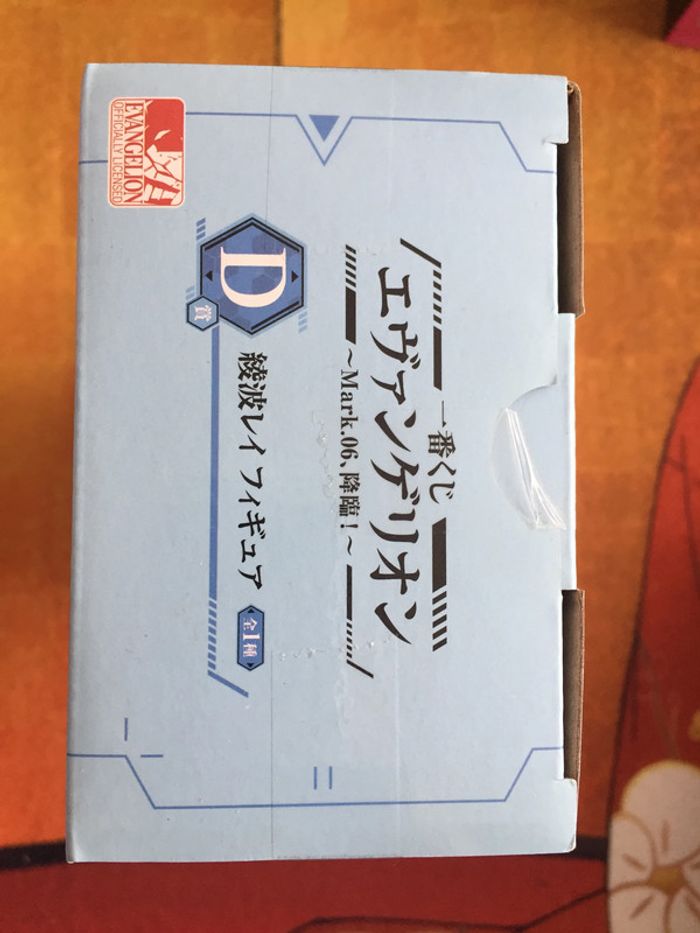 EVANGELION
OFFICIALLY LICENSED
一番くじ
エヴァンゲリオン
～Mark.06、降臨！～
D
賞
綾波レイ フィギュア
全1種